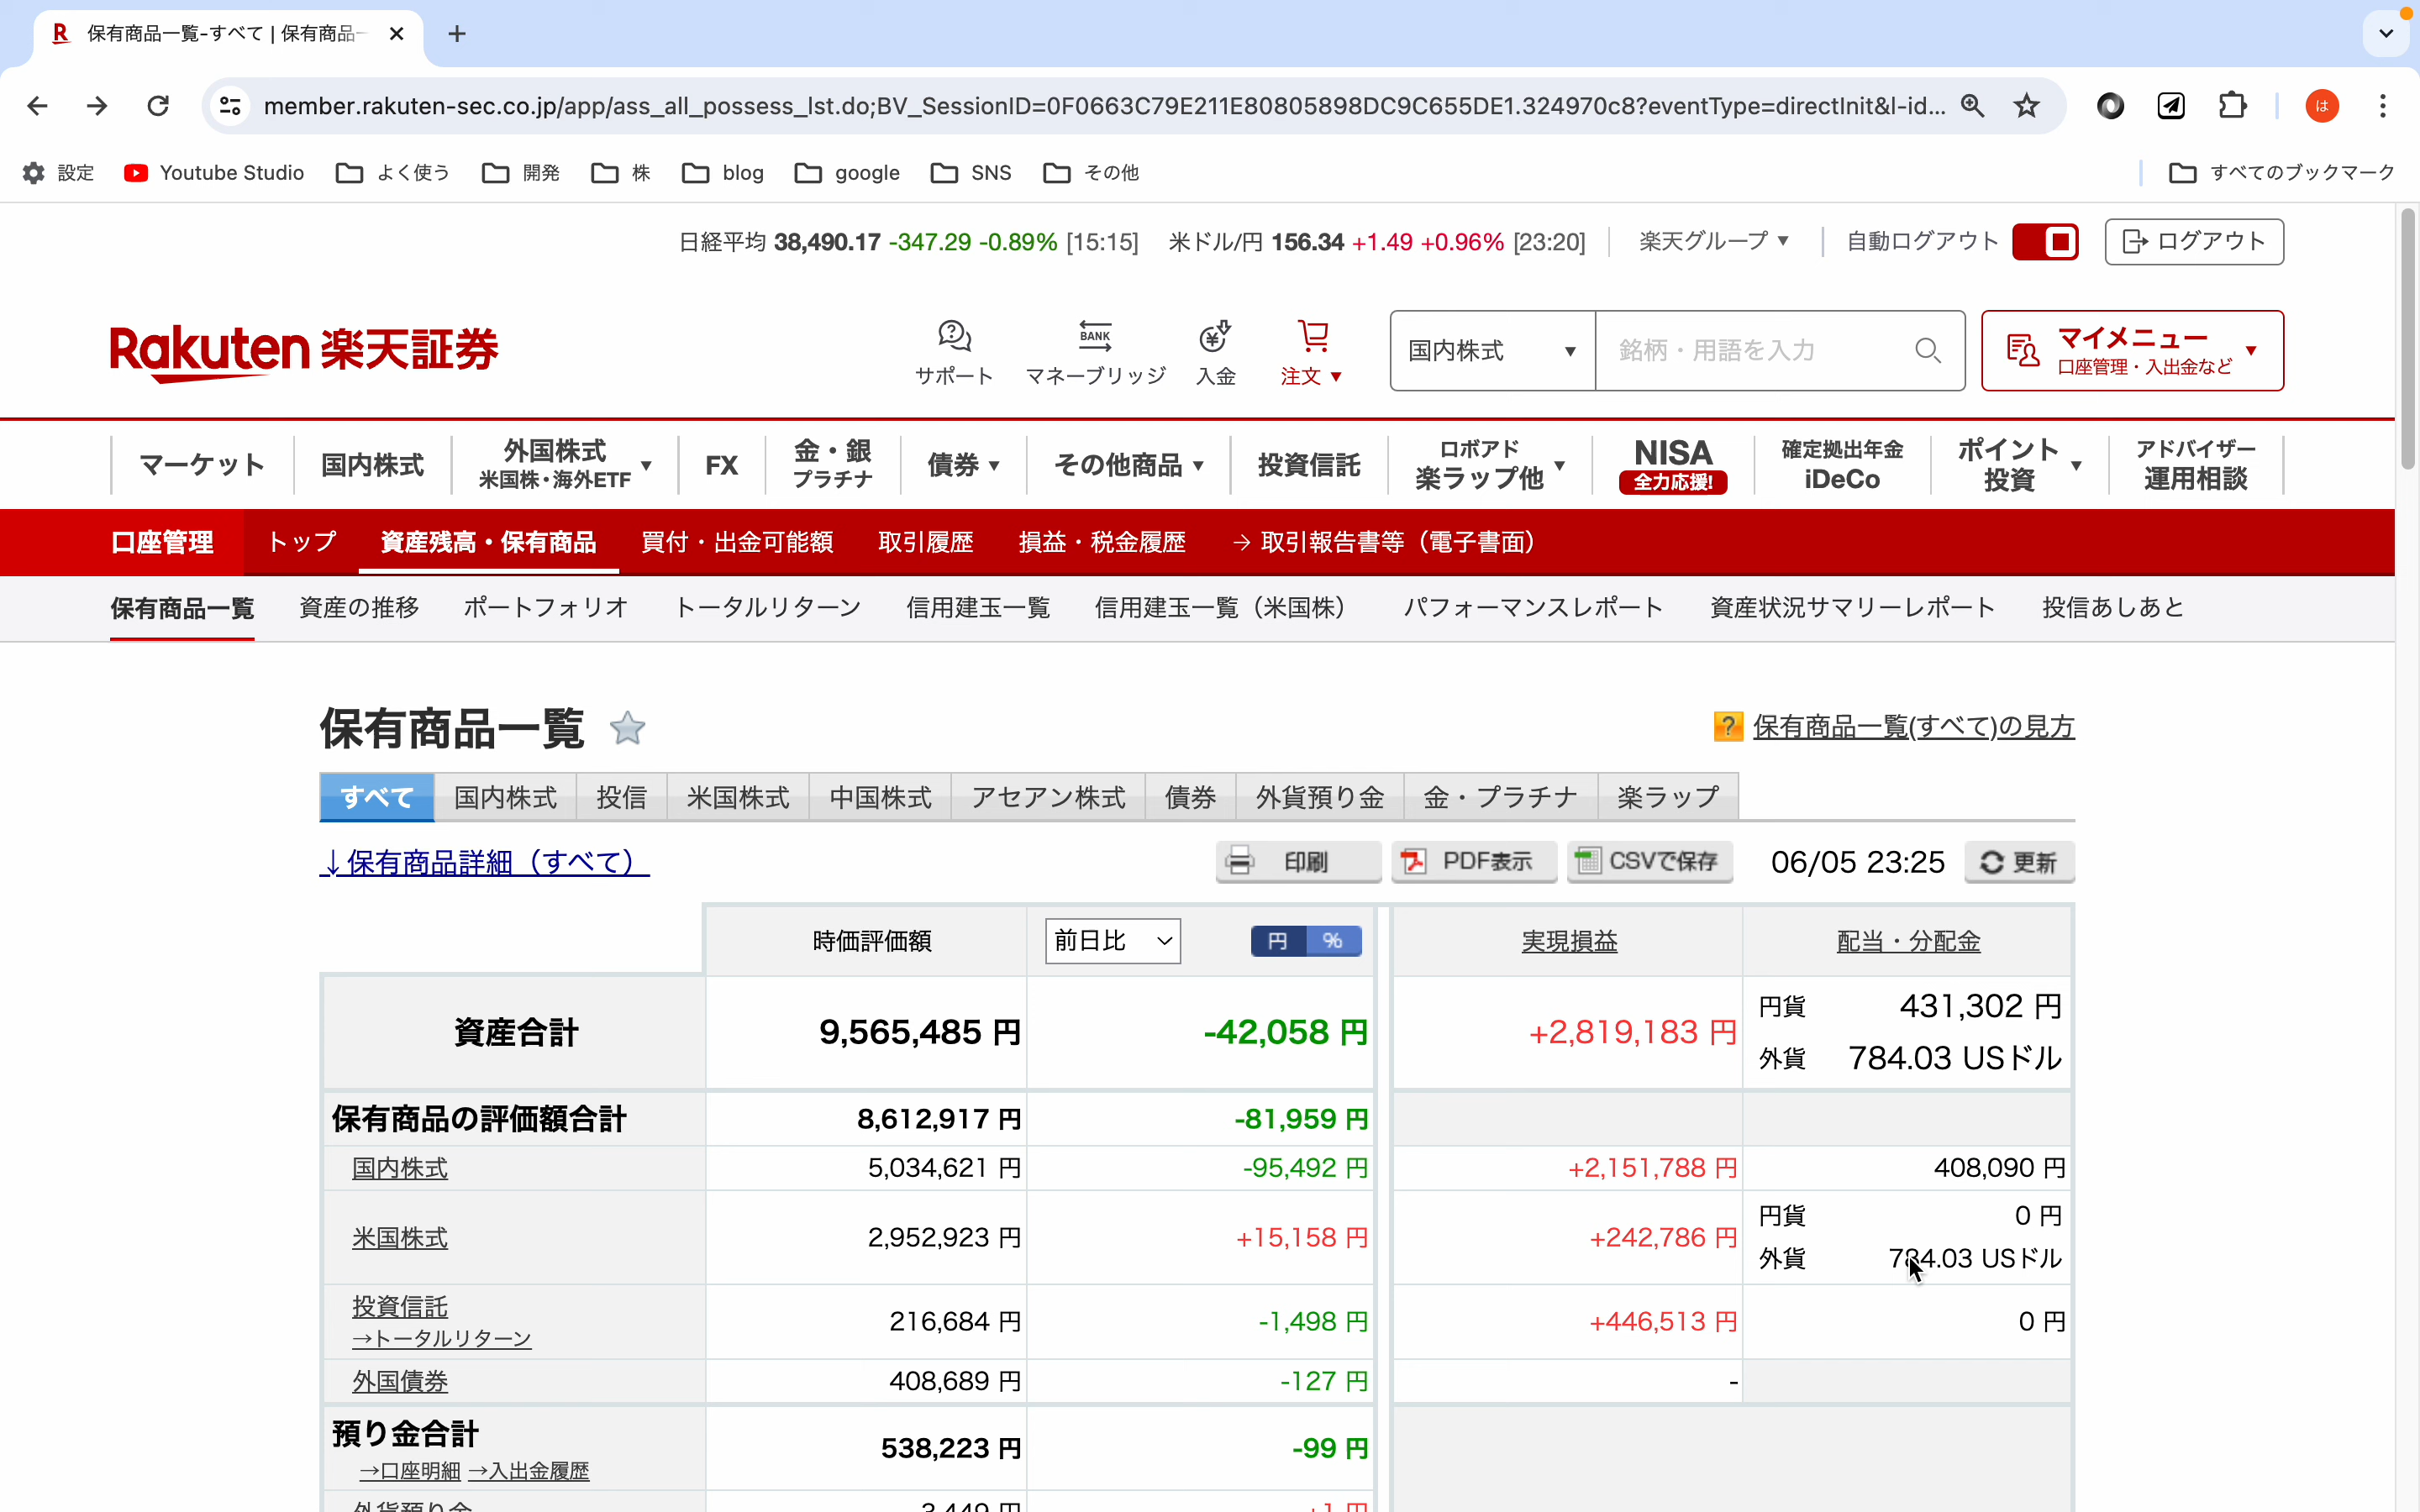 保有商品一覧-すべて | 保有商品
member.rakuten-sec.co.jp/app/ass_all_possess_lst.do;BV_SessionID=0F0663C79E211E80805898DC9C655DE1.324970c8?eventType=directInit&l-id...
は
設定 Youtube Studio よく使う 開発 株 blog google SNS その他 すべてのブックマーク
日経平均 38,490.17 -347.29 -0.89% [15:15] 米ドル/円 156.34 +1.49 +0.96% [23:20] 楽天グループ ▼ 自動ログアウト ログアウト
Rakuten 楽天証券
サポート BANK マネーブリッジ 入金 注文 ▼ 国内株式 ▼ 銘柄・用語を入力
マイメニュー ▼
口座管理・入出金など
マーケット
国内株式
外国株式 ▼
米国株・海外ETF
FX
金・銀
プラチナ
債券 ▼
その他商品 ▼
投資信託
ロボアド
楽ラップ他 ▼
NISA
全力応援!
確定拠出年金
iDeCo
ポイント
投資 ▼
アドバイザー
運用相談
口座管理 トップ 資産残高・保有商品 買付・出金可能額 取引履歴 損益・税金履歴 → 取引報告書等（電子書面）
保有商品一覧 資産の推移 ポートフォリオ トータルリターン 信用建玉一覧 信用建玉一覧（米国株） パフォーマンスレポート 資産状況サマリーレポート 投信あしあと
保有商品一覧 ? 保有商品一覧(すべて)の見方
すべて 国内株式 投信 米国株式 中国株式 アセアン株式 債券 外貨預り金 金・プラチナ 楽ラップ
↓保有商品詳細（すべて） 印刷 PDF表示 CSVで保存 06/05 23:25 更新
時価評価額 前日比 円 % 実現損益 配当・分配金
資産合計 9,565,485 円 -42,058 円 +2,819,183 円 円貨 431,302 円
外貨 784.03 USドル
保有商品の評価額合計 8,612,917 円 -81,959 円
国内株式 5,034,621 円 -95,492 円 +2,151,788 円 408,090 円
米国株式 2,952,923 円 +15,158 円 +242,786 円 円貨 0 円
外貨 784.03 USドル
投資信託 216,684 円 -1,498 円 +446,513 円 0 円
→トータルリターン
外国債券 408,689 円 -127 円 -
預り金合計 538,223 円 -99 円
→口座明細 →入出金履歴
外貨預り金 3,449 円 +1 円